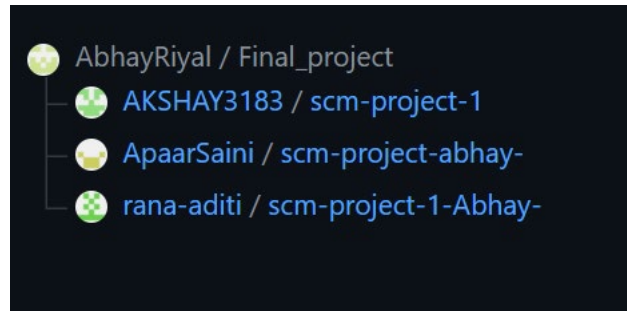 AbhayRiyal / Final_project
AKSHAY3183 / scm-project-1
ApaarSaini / scm-project-abhay-
rana-aditi / scm-project-1-Abhay-